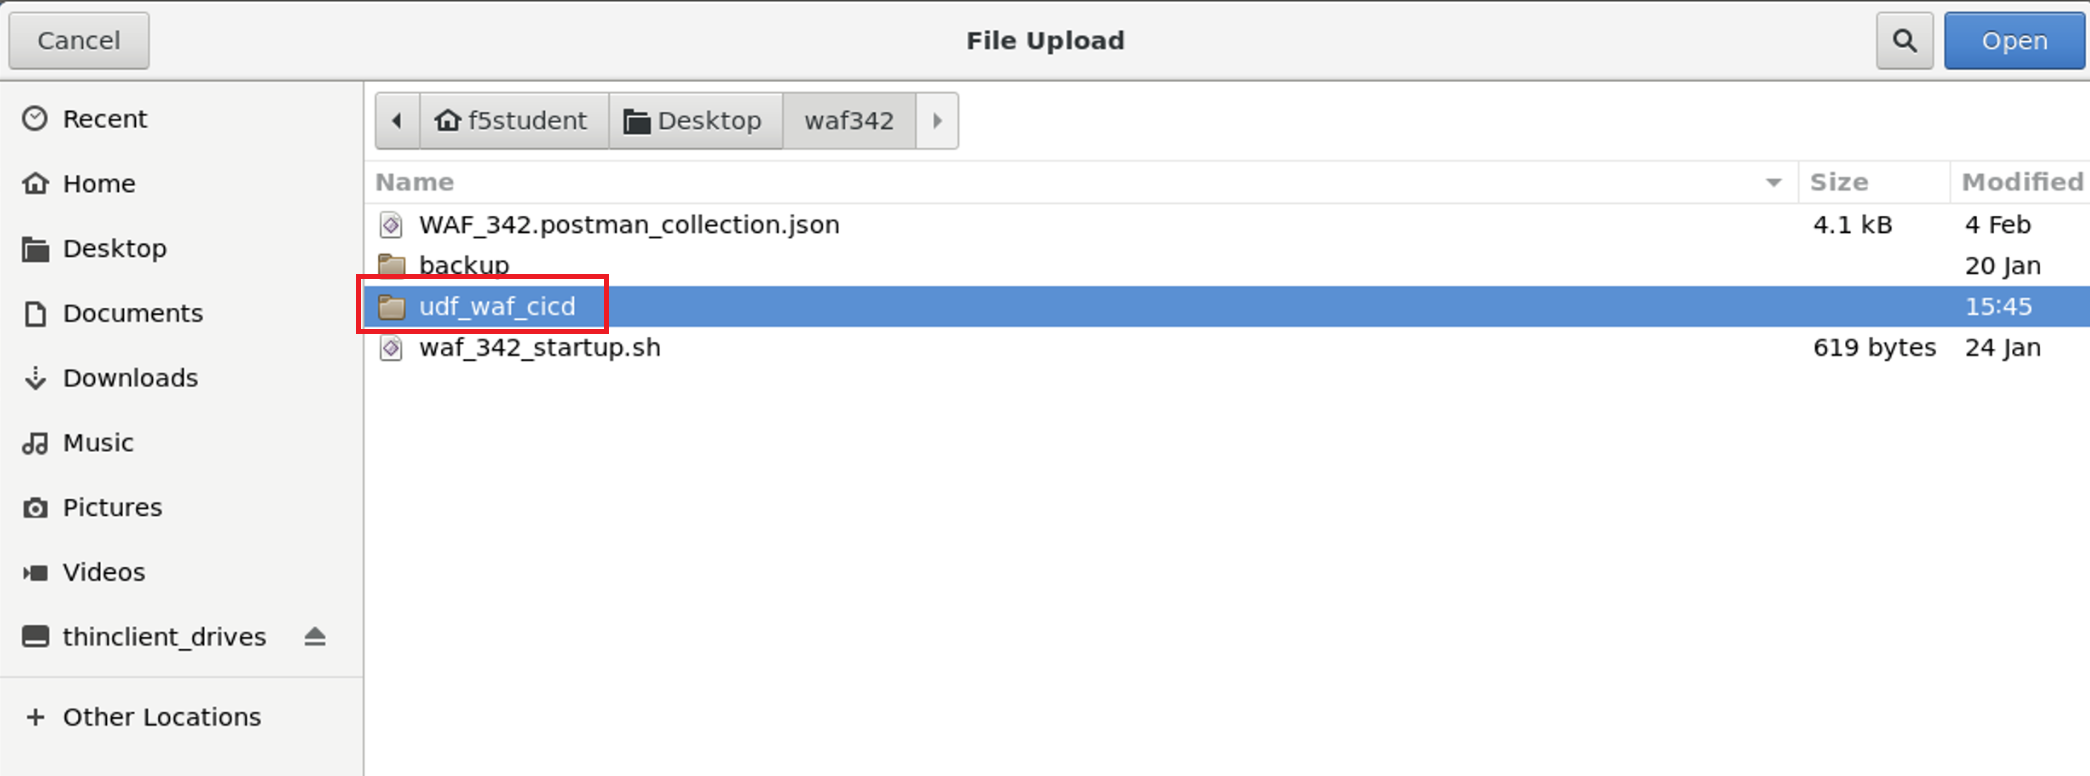 Cancel File Upload Open
f5student Desktop waf342
Name Size Modified
WAF_342.postman_collection.json 4.1 kB 4 Feb
backup 20 Jan
udf_waf_cicd 15:45
waf_342_startup.sh 619 bytes 24 Jan
Recent
Home
Desktop
Documents
Downloads
Music
Pictures
Videos
thinclient_drives
Other Locations